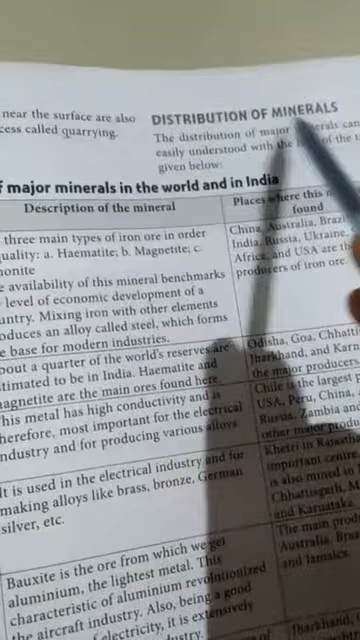 near the surface are also
cess called quarrying.
DISTRIBUTION OF MINERALS
The distribution of major minerals can
easily understood with the of the
given below:
f major minerals in the world and in India
Description of the mineral
Places where this
found
three main types of iron ore in order
quality: a. Haematite; b. Magnetite; c.
monite
e availability of this mineral benchmarks
level of economic development of a
untry. Mixing iron with other elements
oduces an alloy called steel, which forms
e base for modern industries.
China, Australia, Brazi
India, Russia, Ukraine,
Africa, and USA are the
producers of iron ore.
bout a quarter of the world's reserves are
timated to be in India. Haematite and
agnetite are the main ores found here.
Odisha, Goa, Chhatti
Jharkhand, and Karn
the major producers
his metal has high conductivity and is
herefore, most important for the electrical
ndustry and for producing various alloys
Chile is the largest p
USA, Peru, China,
Russia, Zambia and
other major prod
It is used in the electrical industry and for
making alloys like brass, bronze, German
silver, etc.
Khetri in Rajasth
important centre
is also mined in
Chhattisgarh, M
and Karnataka.
Bauxite is the ore from which we get
aluminium, the lightest metal. This
characteristic of aluminium revolutionized
the aircraft industry. Also, being a good
of electricity, it is extensively
stry.
The main prod
Australia, Braz
and Jamaica.
Jharkhand,